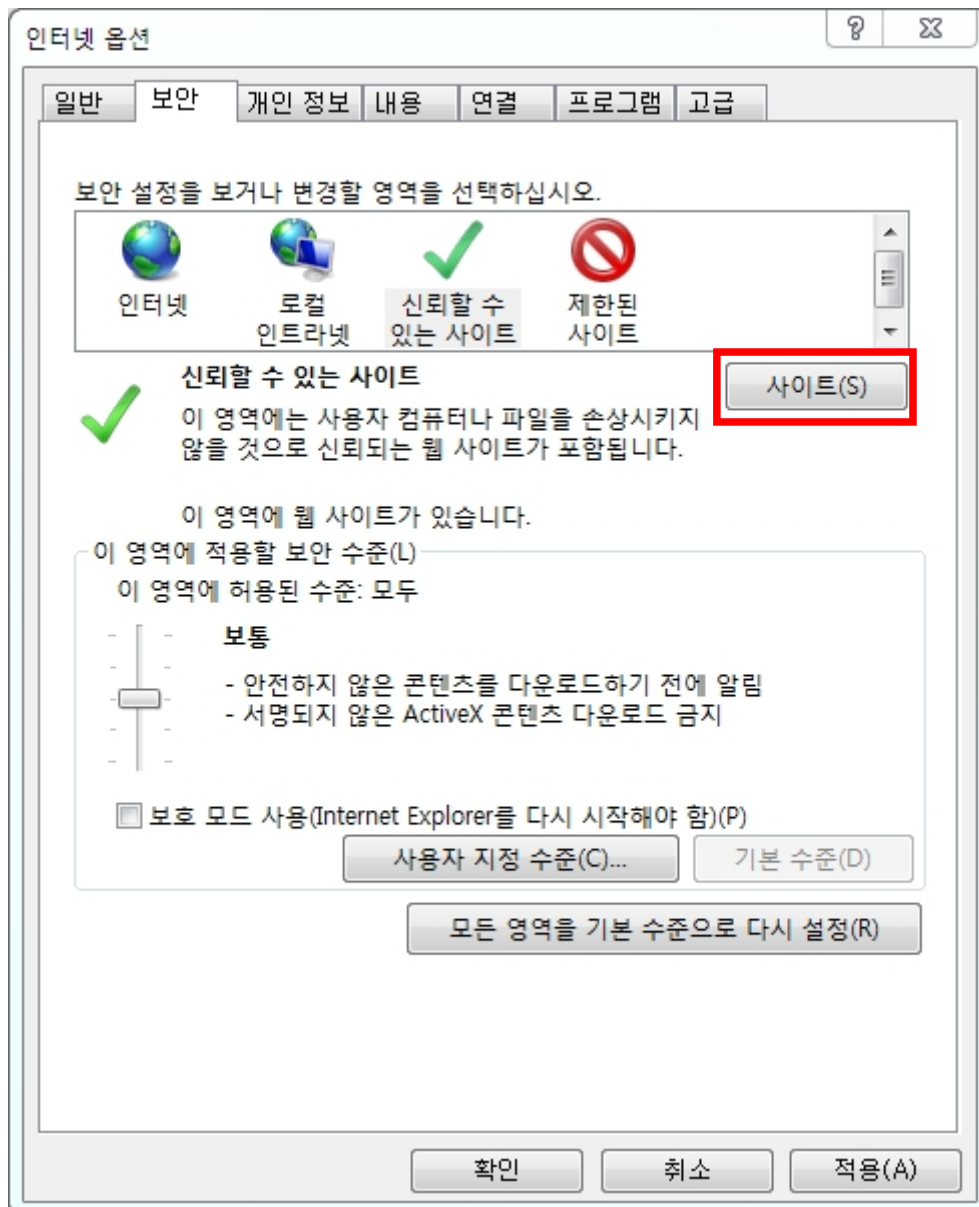 인터넷 옵션
일반 보안 개인 정보 내용 연결 프로그램 고급
보안 설정을 보거나 변경할 영역을 선택하십시오.
인터넷 로컬 신뢰할 수 제한된
인트라넷 있는 사이트 사이트
신뢰할 수 있는 사이트
사이트(S)
이 영역에는 사용자 컴퓨터나 파일을 손상시키지
않을 것으로 신뢰되는 웹 사이트가 포함됩니다.
이 영역에 웹 사이트가 있습니다.
이 영역에 적용할 보안 수준(L)
이 영역에 허용된 수준: 모두
보통
- 안전하지 않은 콘텐츠를 다운로드하기 전에 알림
- 서명되지 않은 ActiveX 콘텐츠 다운로드 금지
보호 모드 사용(Internet Explorer를 다시 시작해야 함)(P)
사용자 지정 수준(C)... 기본 수준(D)
모든 영역을 기본 수준으로 다시 설정(R)
확인 취소 적용(A)